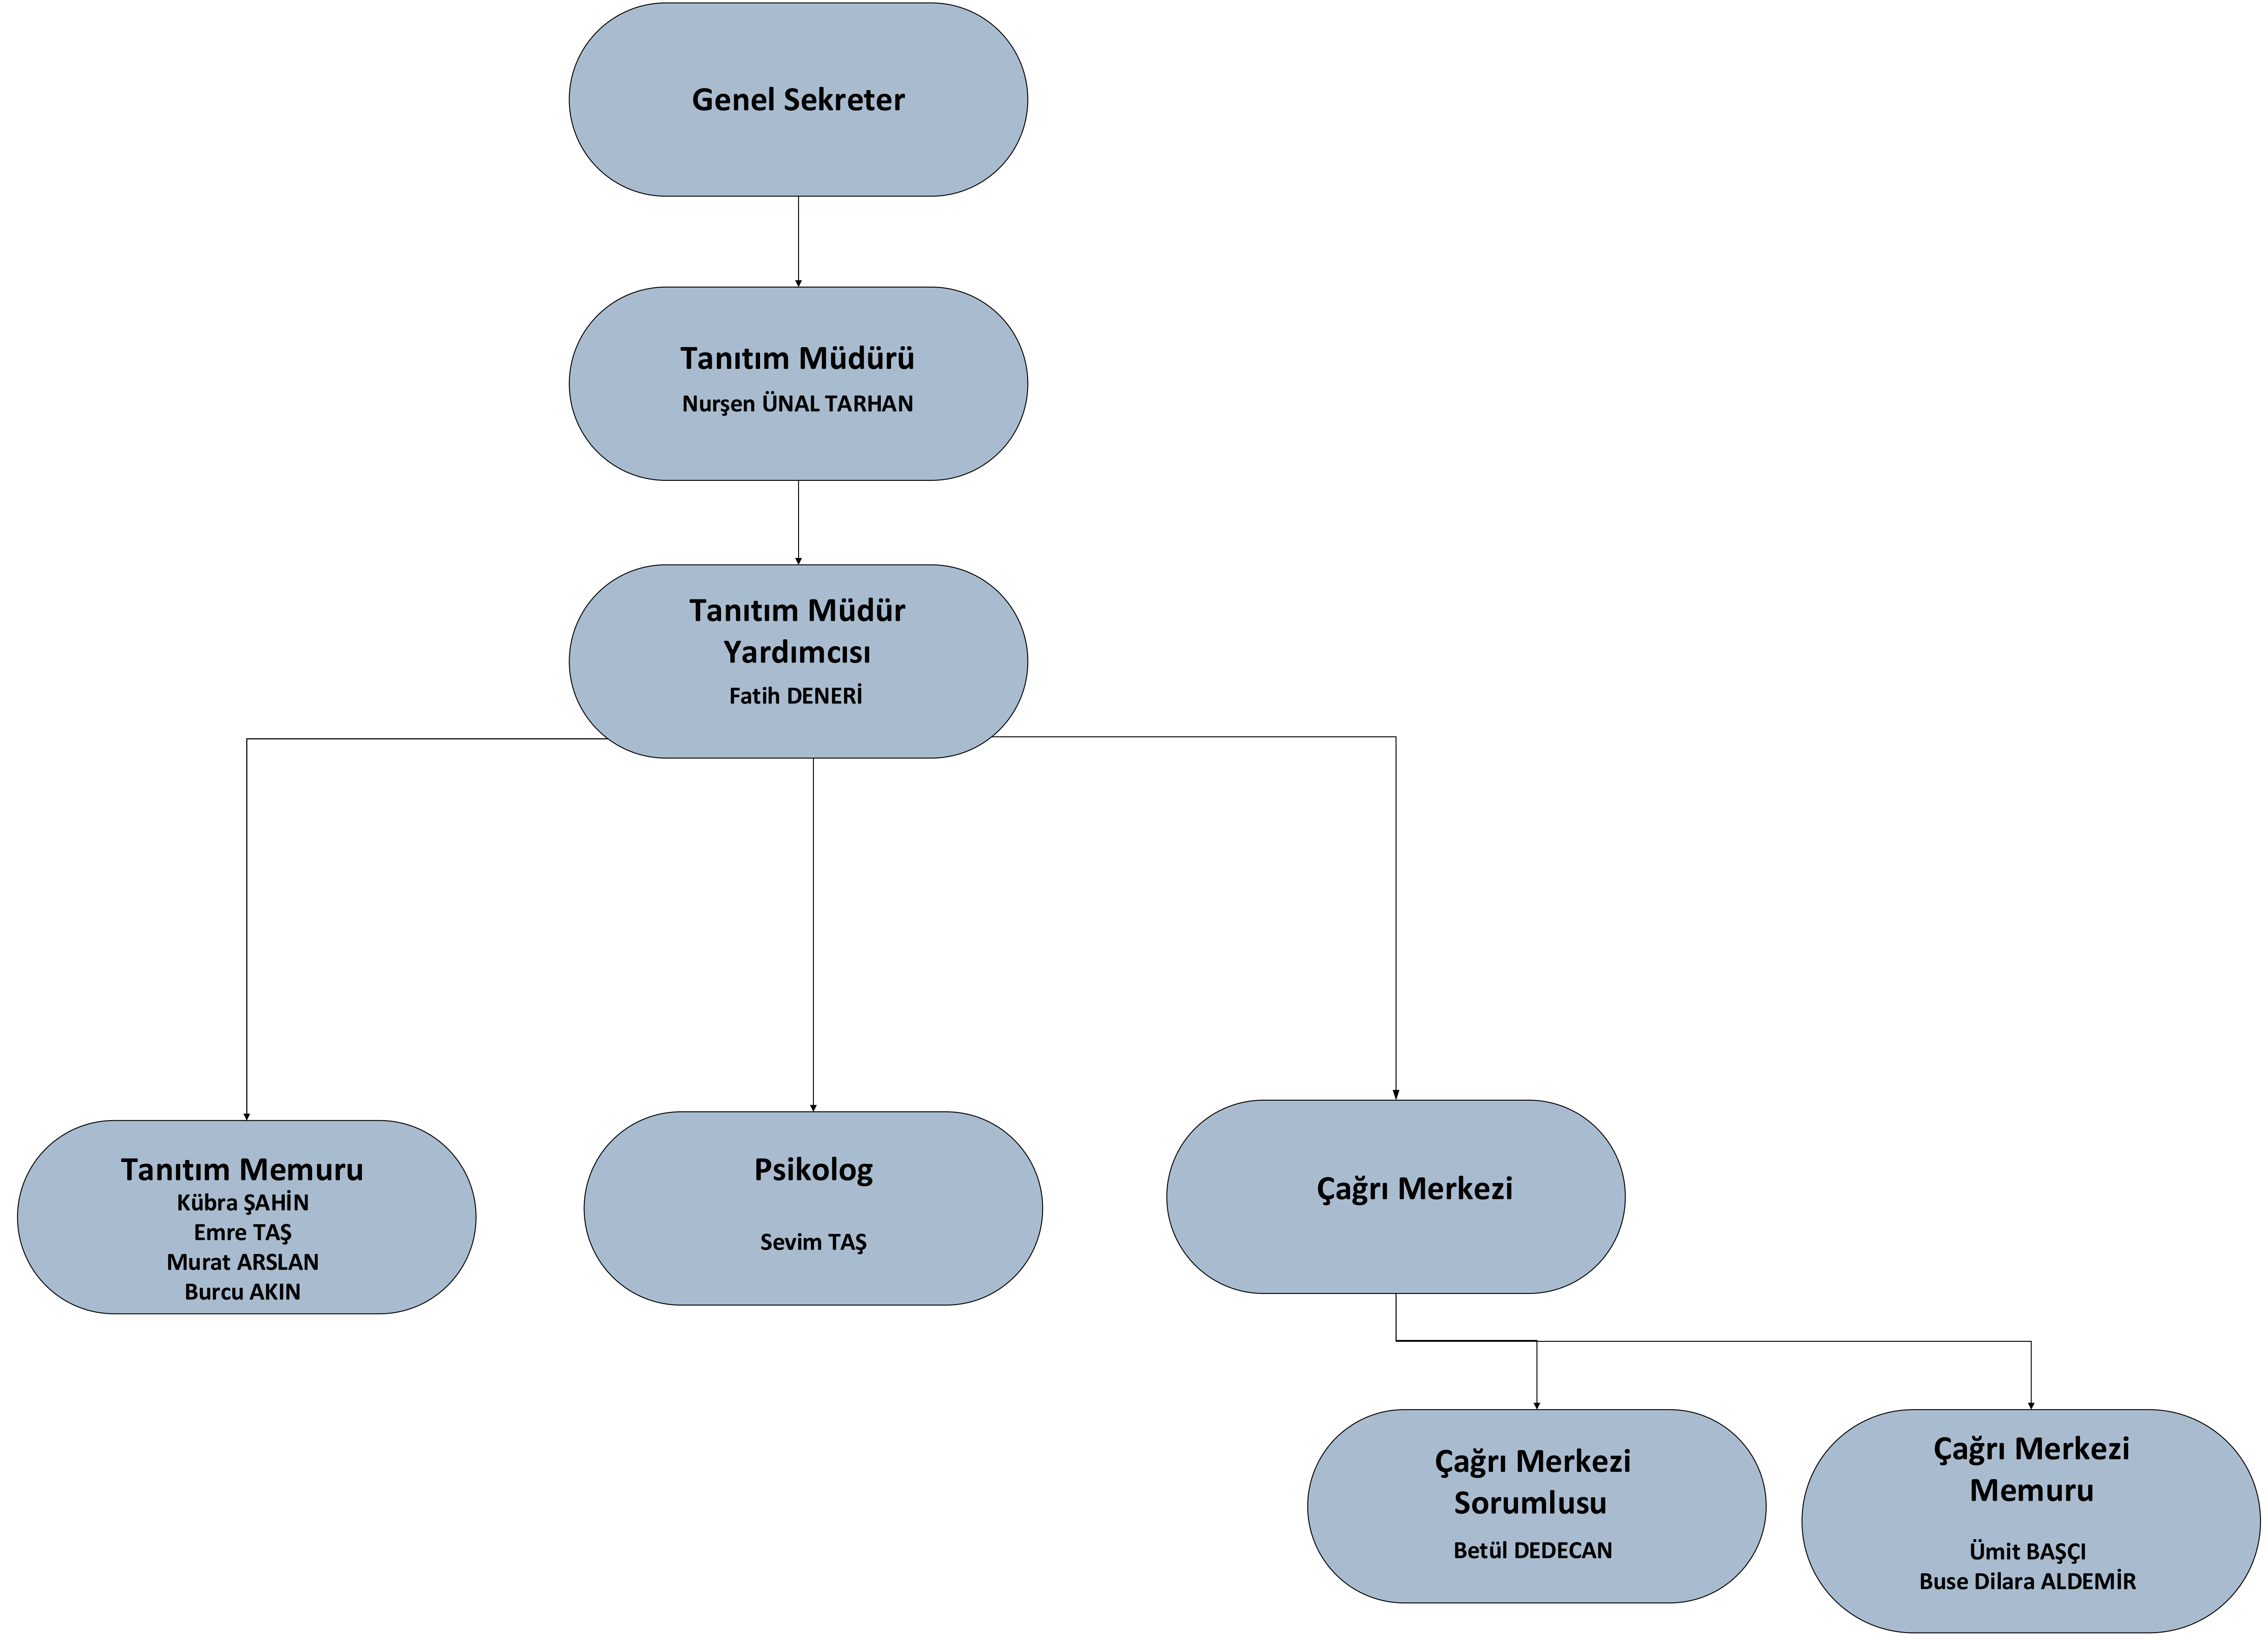 Genel Sekreter
Tanıtım Müdürü
Nurşen ÜNAL TARHAN
Tanıtım Müdür
Yardımcısı
Fatih DENERİ
Tanıtım Memuru
Kübra ŞAHİN
Emre TAŞ
Murat ARSLAN
Burcu AKIN
Psikolog
Sevim TAŞ
Çağrı Merkezi
Çağrı Merkezi
Sorumlusu
Betül DEDECAN
Çağrı Merkezi
Memuru
Ümit BAŞÇI
Buse Dilara ALDEMİR